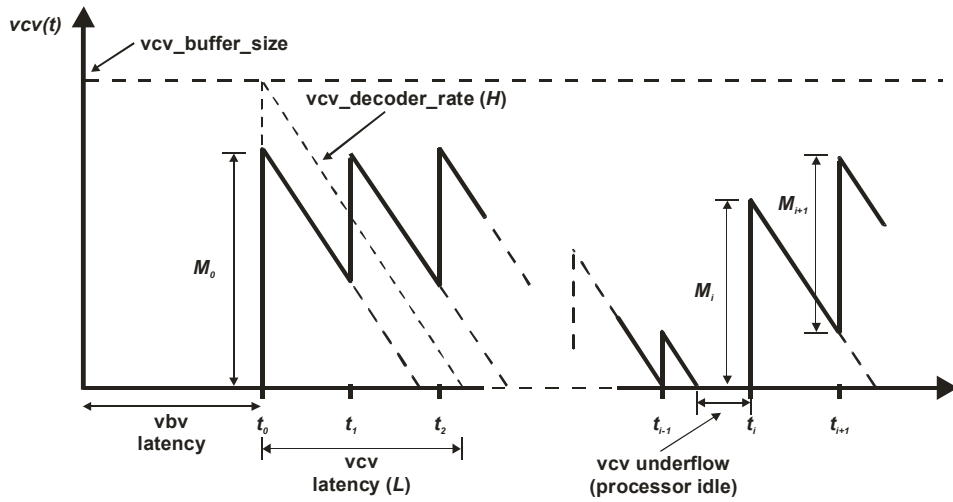 vcv(t)
vcv_buffer_size
vcv_decoder_rate (H)
M0
Mi
Mi+1
vbv
latency
t0
t1
t2
ti-1
ti
ti+1
vcv
latency (L)
vcv underflow
(processor idle)